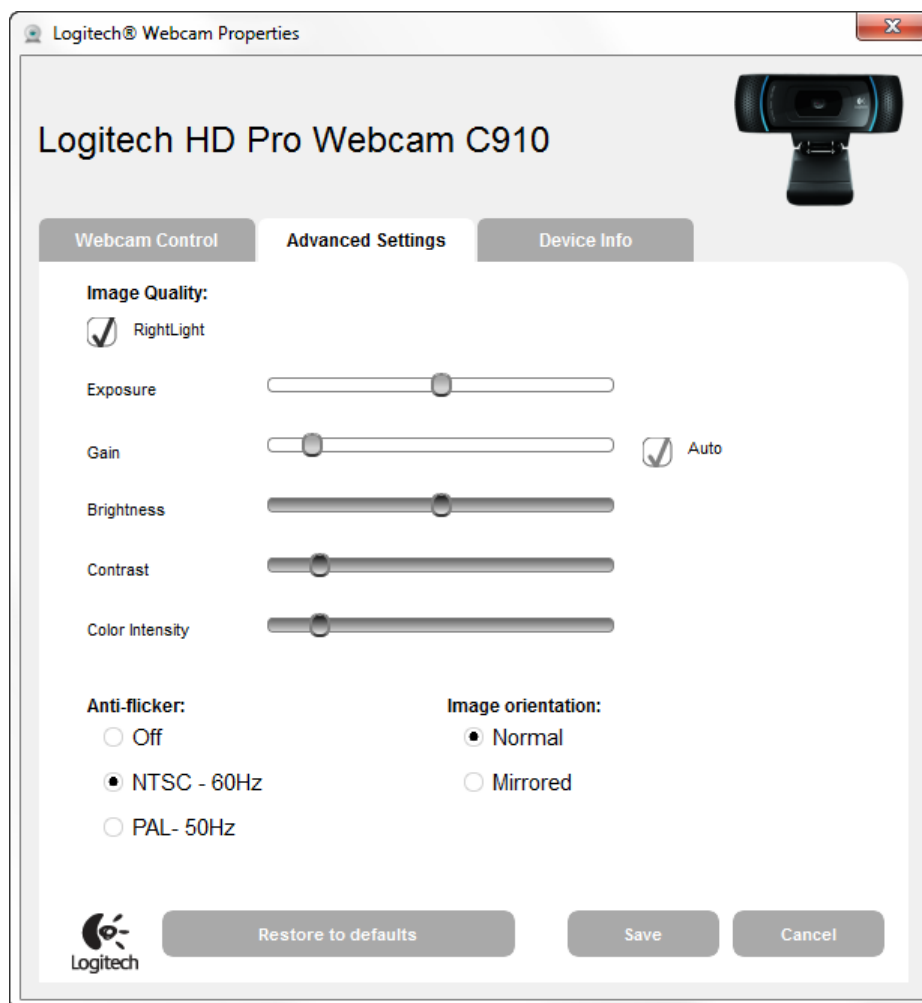 Logitech® Webcam Properties
Logitech HD Pro Webcam C910
Webcam Control Advanced Settings Device Info
Image Quality:
RightLight
Exposure
Gain Auto
Brightness
Contrast
Color Intensity
Anti-flicker: Image orientation:
Off Normal
NTSC - 60Hz Mirrored
PAL- 50Hz
Logitech
Restore to defaults Save Cancel